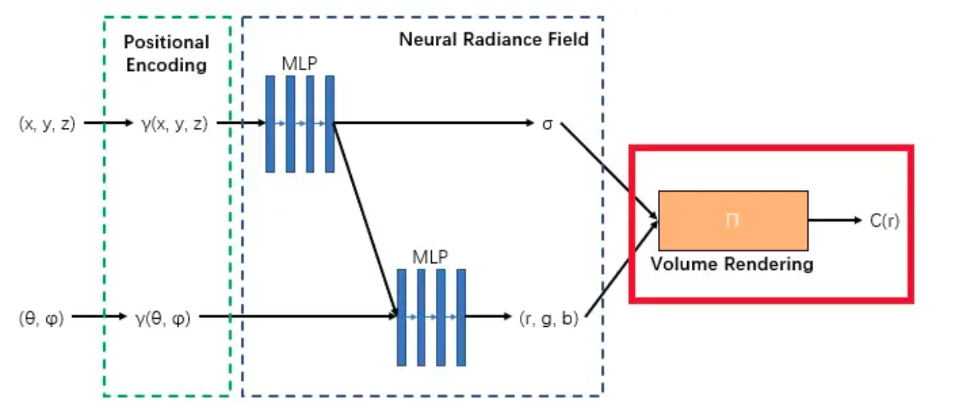 Positional
Encoding
Neural Radiance Field
MLP
(x, y, z)
γ(x, y, z)
σ
Π
C(r)
Volume Rendering
MLP
(θ, φ)
γ(θ, φ)
(r, g, b)